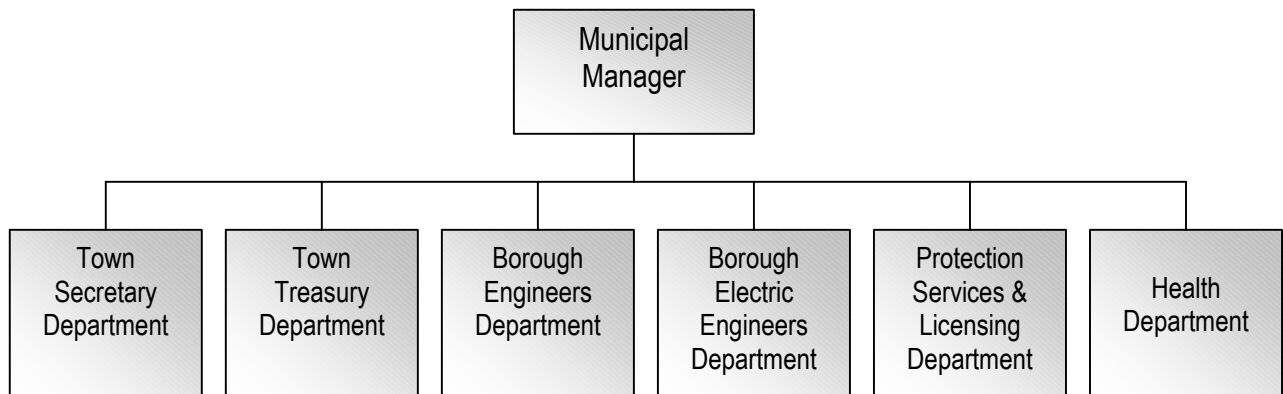 Municipal
Manager
Town
Secretary
Department
Town
Treasury
Department
Borough
Engineers
Department
Borough
Electric
Engineers
Department
Protection
Services &
Licensing
Department
Health
Department